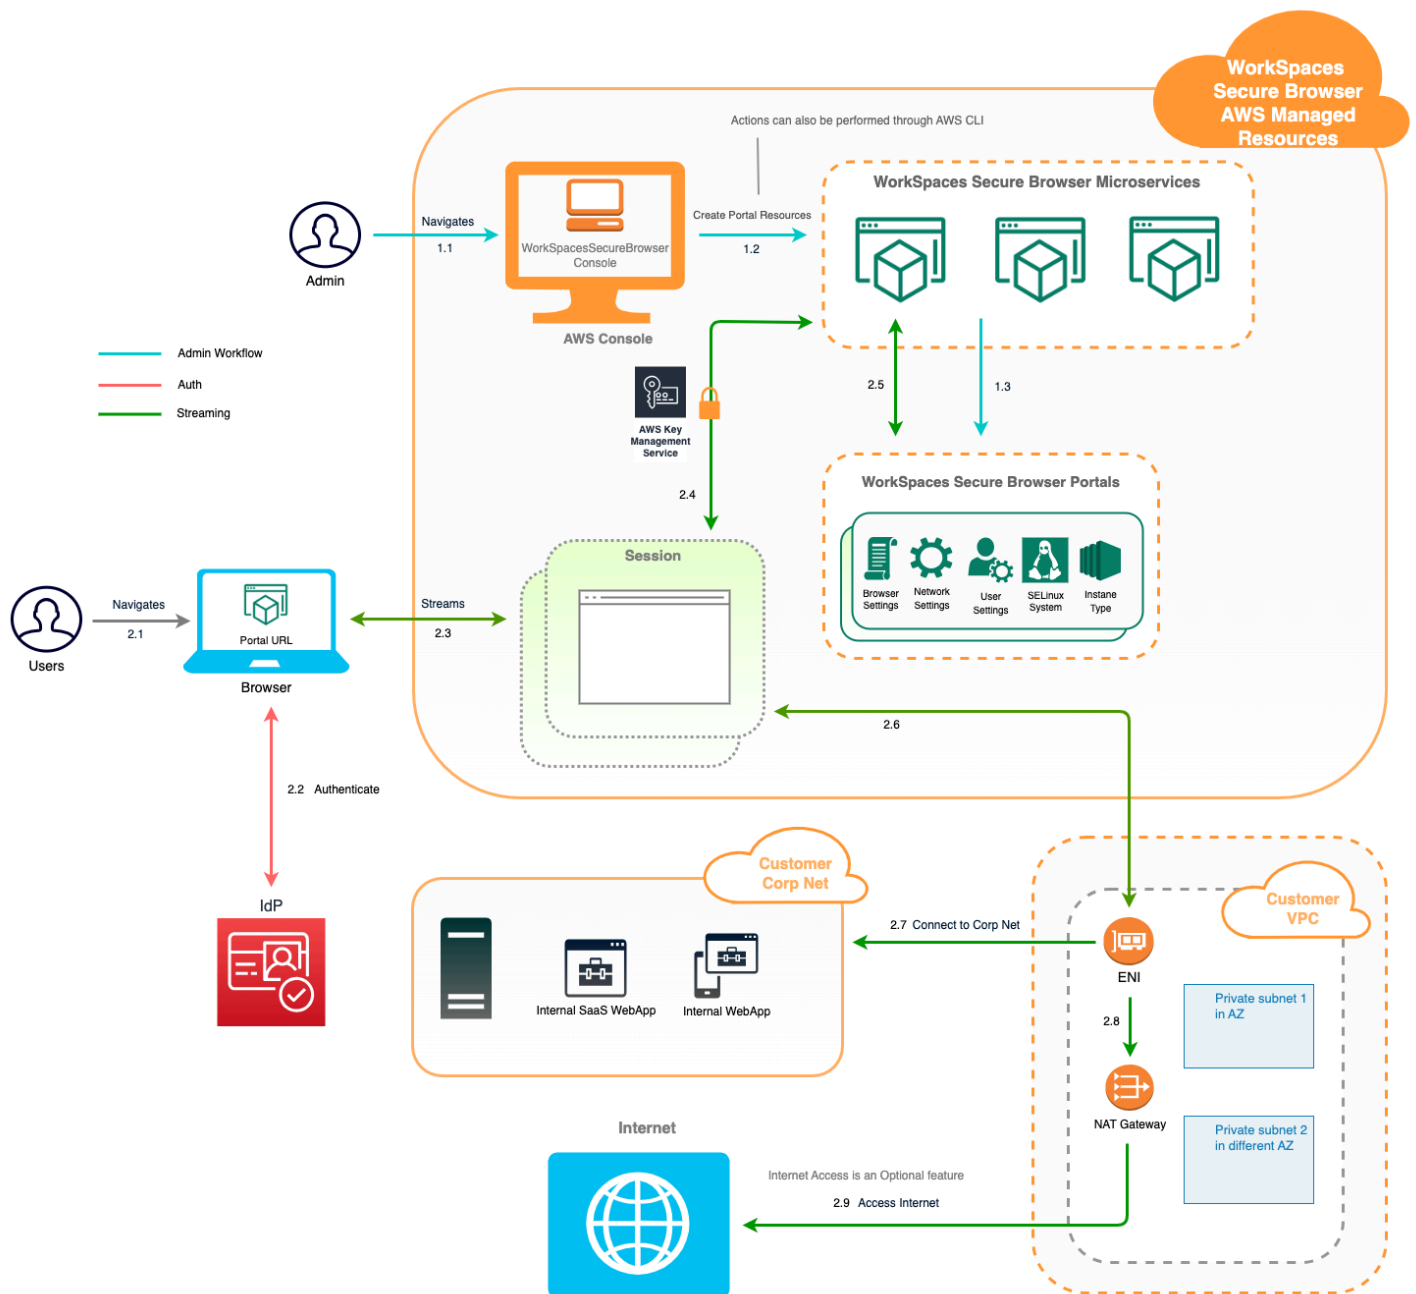 WorkSpaces
Secure Browser
AWS Managed
Resources
Actions can also be performed through AWS CLI
WorkSpaces Secure Browser Microservices
Navigates
1.1
Create Portal Resources
1.2
WorkSpacesSecureBrowser
Console
Admin
AWS Console
Admin Workflow
Auth
Streaming
2.5
1.3
AWS Key
Management
Service
2.4
WorkSpaces Secure Browser Portals
Browser
Settings
Network
Settings
User
Settings
SELinux
System
Instane
Type
Session
Navigates
2.1
Portal URL
Streams
2.3
Users
Browser
2.6
2.2 Authenticate
IdP
Customer
Corp Net
Customer
VPC
2.7 Connect to Corp Net
ENI
Internal SaaS WebApp
Internal WebApp
Private subnet 1
in AZ
2.8
NAT Gateway
Private subnet 2
in different AZ
Internet
Internet Access is an Optional feature
2.9 Access Internet